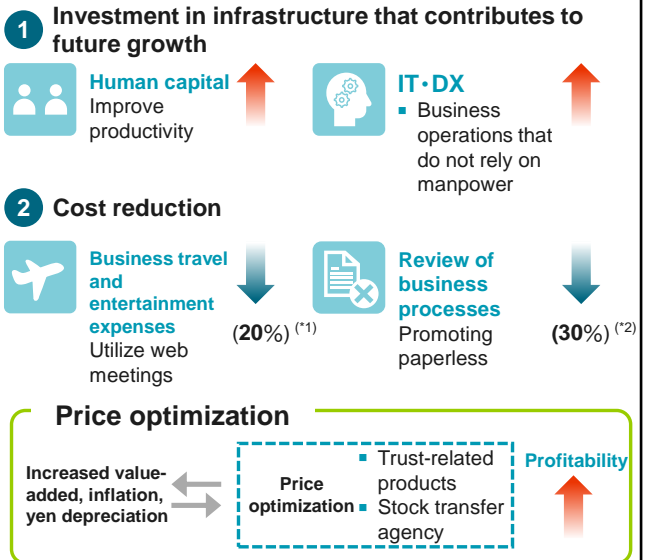 1 Investment in infrastructure that contributes to
future growth
Human capital
Improve
productivity
IT・DX
▪ Business
operations that
do not rely on
manpower
2 Cost reduction
Business travel
and
entertainment
expenses
Utilize web
meetings
(20%) (*1)
Review of
business
processes
Promoting
paperless
(30%) (*2)
Price optimization
Increased value-
added, inflation,
yen depreciation
Price
optimization
▪ Trust-related
products
▪ Stock transfer
agency
Profitability